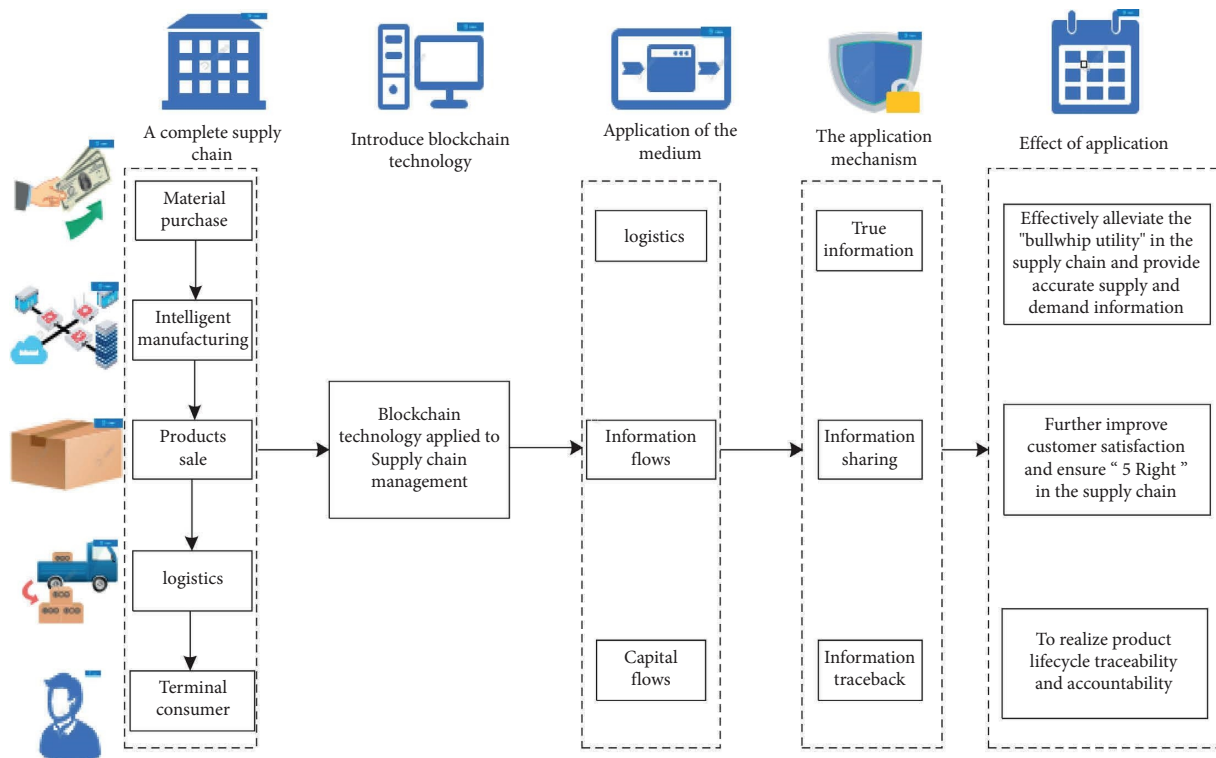 A complete supply
chain
Introduce blockchain
technology
Application of the
medium
The application
mechanism
Effect of application
Material
purchase
Intelligent
manufacturing
Products
sale
logistics
Terminal
consumer
Blockchain
technology applied to
Supply chain
management
logistics
Information
flows
Capital
flows
True
information
Information
sharing
Information
traceback
Effectively alleviate the
"bullwhip utility" in the
supply chain and provide
accurate supply and
demand information
Further improve
customer satisfaction
and ensure “ 5 Right ”
in the supply chain
To realize product
lifecycle traceability
and accountability